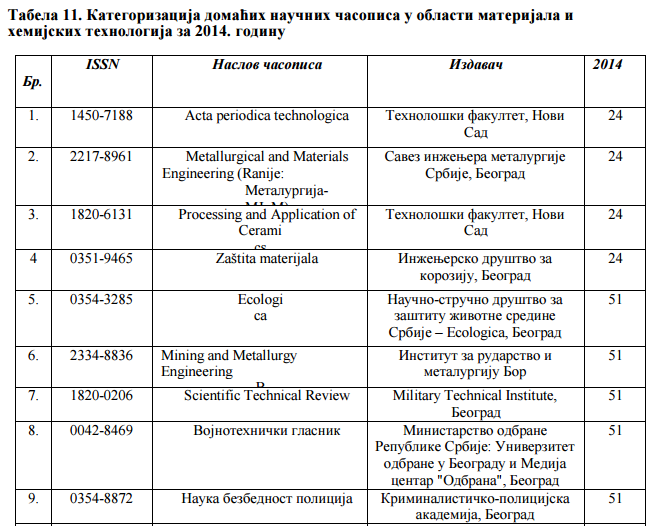 Табела 11. Категоризација домаћих научних часописа у области материјала и
хемијских технологија за 2014. годину
Бр. ISSN Наслов часописа Издавач 2014
1. 1450-7188 Acta periodica technologica Технолошки факултет, Нови
Сад 24
2. 2217-8961 Metallurgical and Materials
Engineering (Ranije:
Металургија-
Савез инжењера металургије
Србије, Београд 24
3. 1820-6131 Processing and Application of
Cerami
cs
Технолошки факултет, Нови
Сад 24
4 0351-9465 Zaštita materijala Инжењерско друштво за
корозију, Београд 24
5. 0354-3285 Ecologi
ca
Научно-стручно друштво за
заштиту животне средине
Србије – Ecologica, Београд 51
6. 2334-8836 Mining and Metallurgy
Engineering
Институт за рударство и
металургију Бор 51
7. 1820-0206 Scientific Technical Review Military Technical Institute,
Београд 51
8. 0042-8469 Војнотехнички гласник Министарство одбране
Републике Србије: Универзитет
одбране у Београду и Медија
центар "Одбрана", Београд 51
9. 0354-8872 Наука безбедност полиција Криминалистичко-полицијска
академија, Београд 51